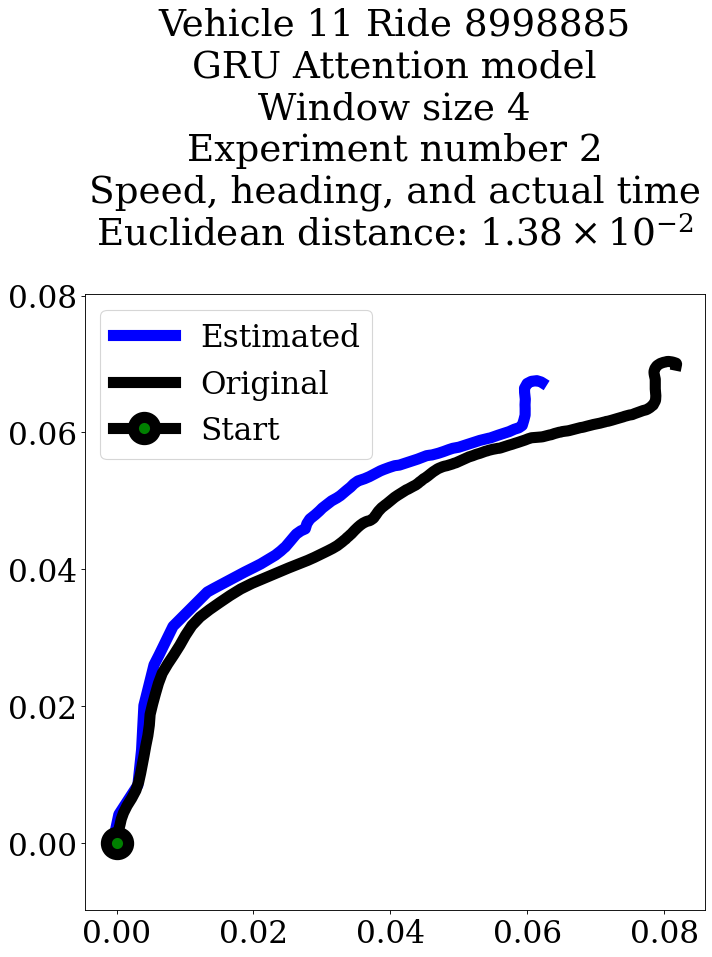 Vehicle 11 Ride 8998885
GRU Attention model
Window size 4
Experiment number 2
Speed, heading, and actual time
Euclidean distance: 1.38 × 10⁻²
0.08
0.06
0.04
0.02
0.00
Estimated
Original
Start
0.00 0.02 0.04 0.06 0.08